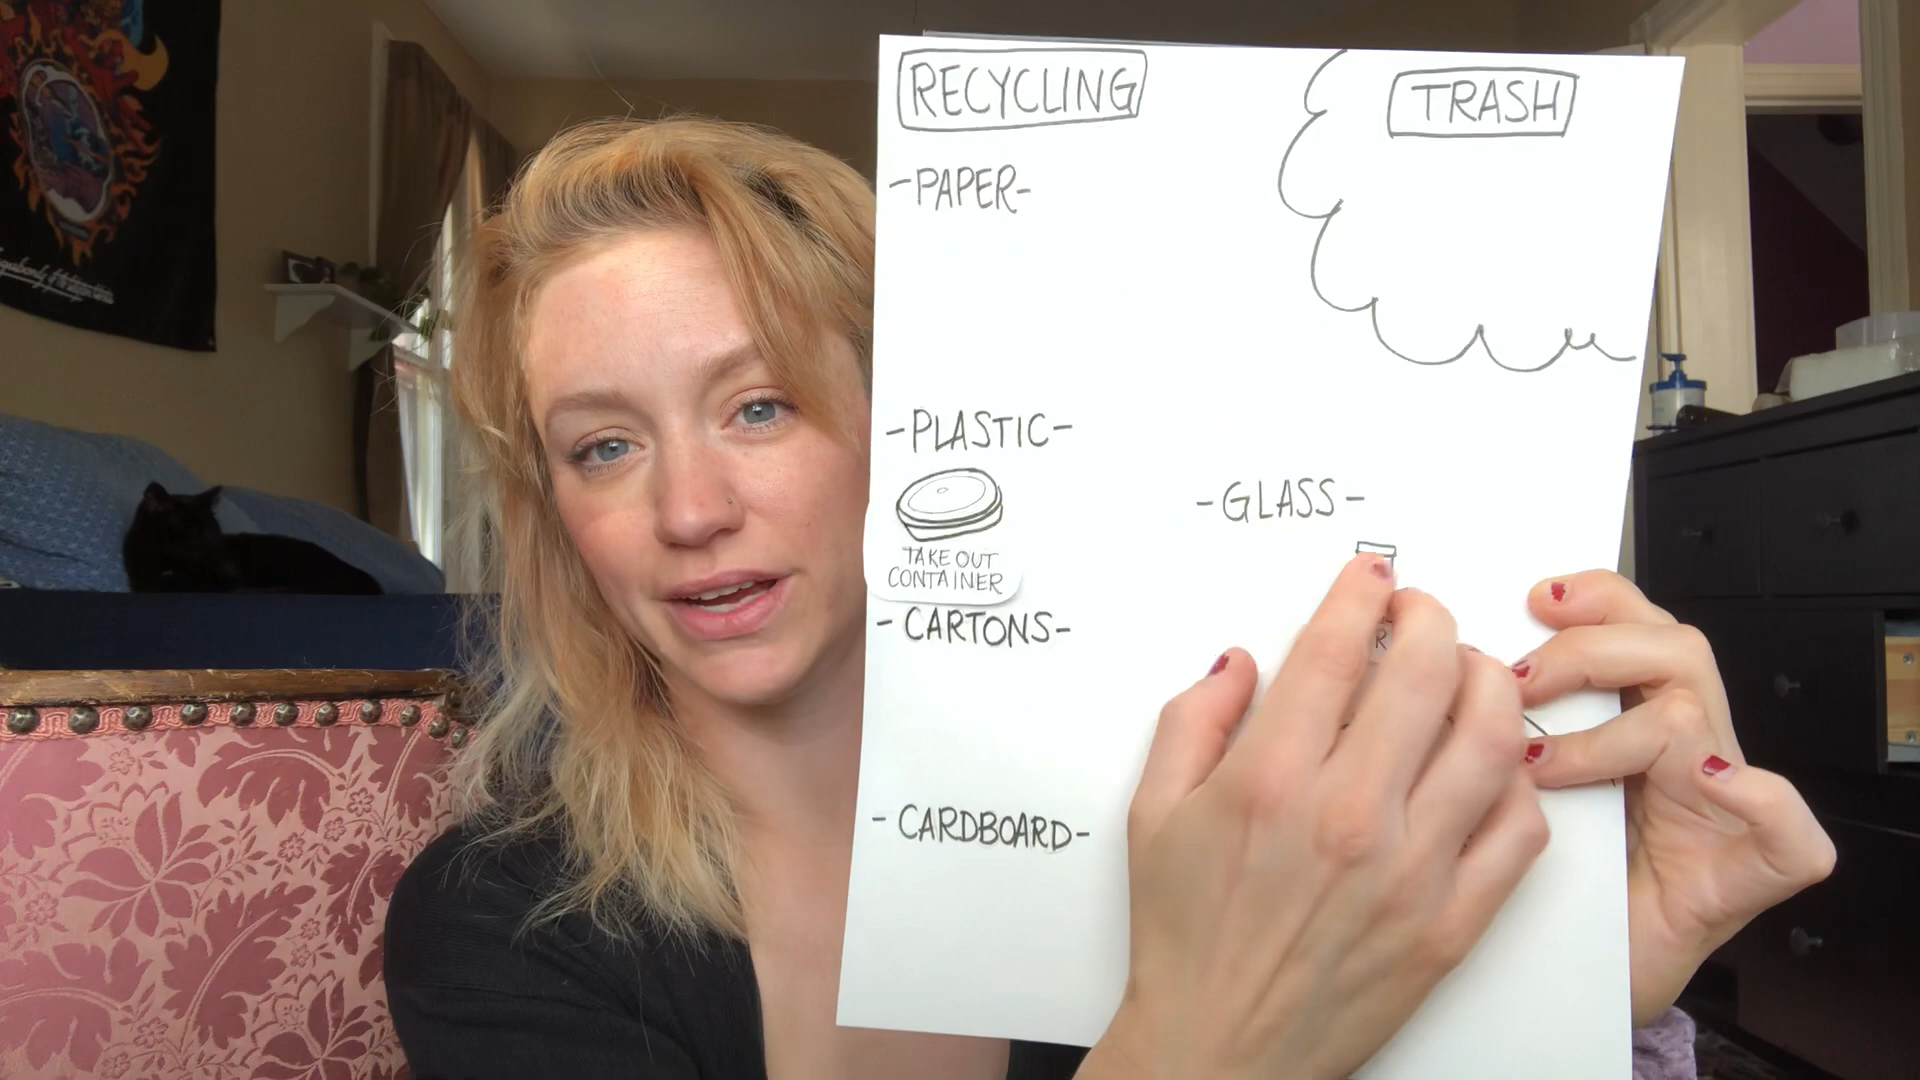 RECYCLING
TRASH
-PAPER-
-PLASTIC-
TAKE OUT
CONTAINER
-GLASS-
-CARTONS-
-CARDBOARD-